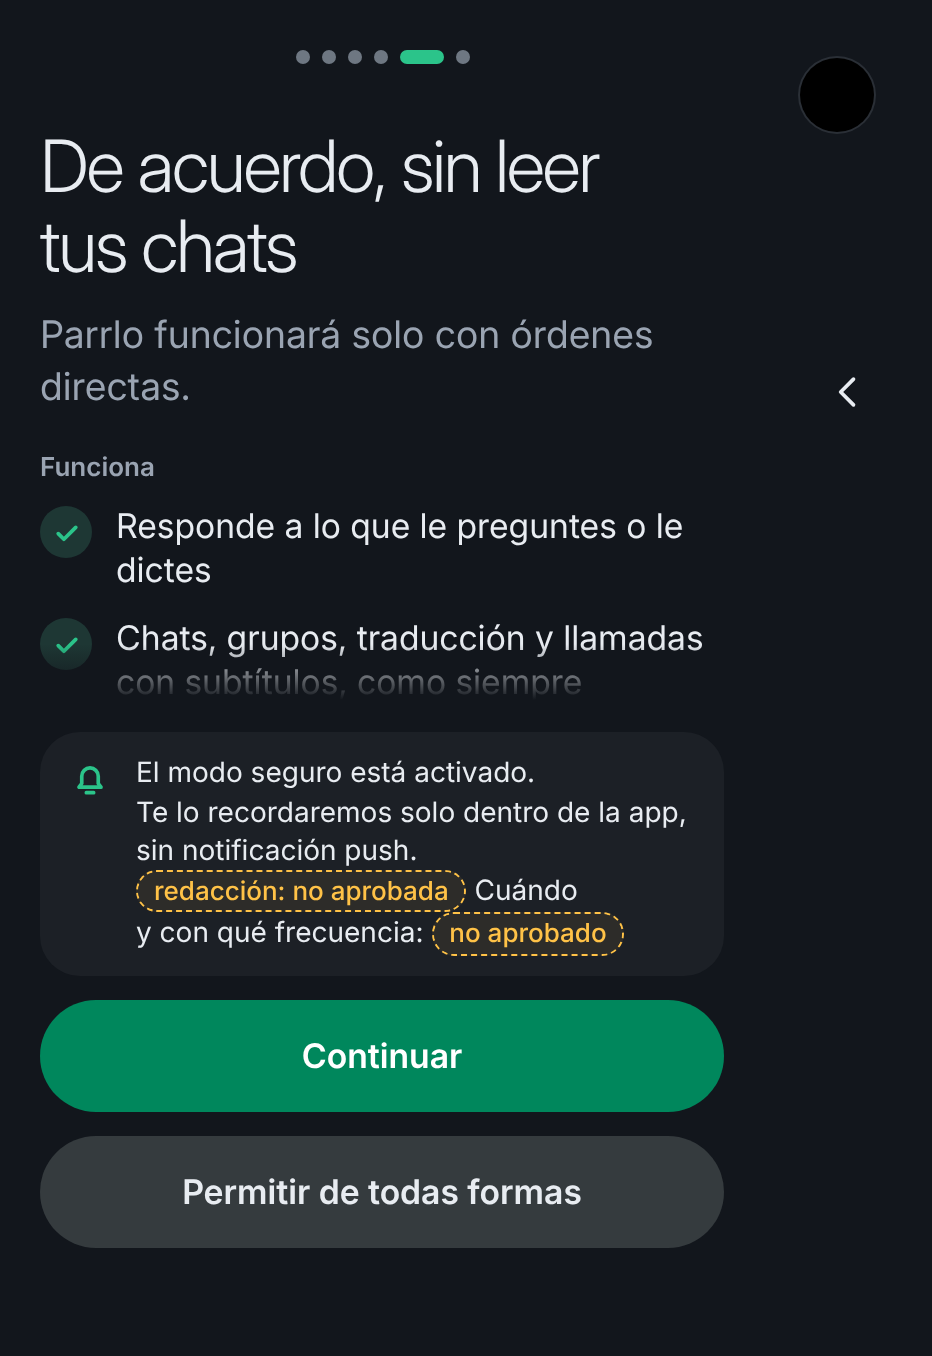 De acuerdo, sin leer
tus chats
Parrlo funcionará solo con órdenes
directas.
Funciona
Responde a lo que le preguntes o le
dictes
Chats, grupos, traducción y llamadas
con subtítulos, como siempre
El modo seguro está activado.
Te lo recordaremos solo dentro de la app,
sin notificación push.
redacción: no aprobada Cuándo
y con qué frecuencia: no aprobado
Continuar
Permitir de todas formas